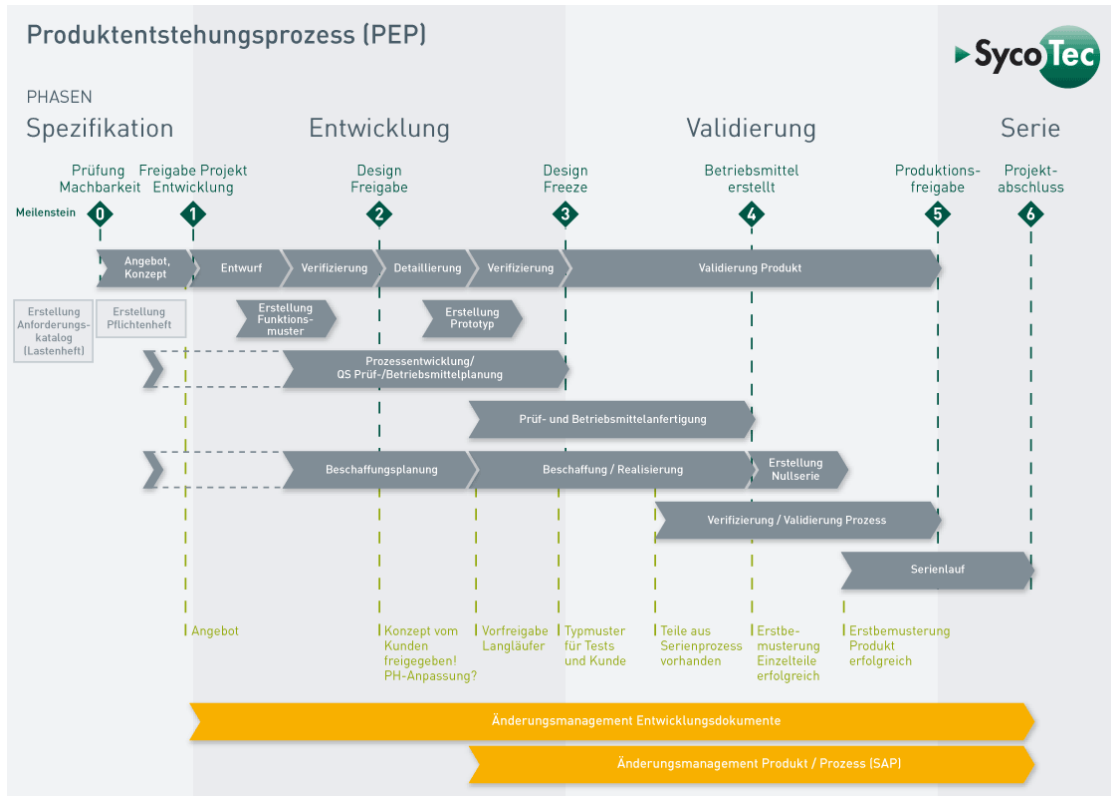 Produktentstehungsprozess (PEP)
SycoTec
PHASEN
Spezifikation
Entwicklung
Validierung
Serie
Prüfung
Machbarkeit
Freigabe Projekt
Entwicklung
Design
Freigabe
Design
Freeze
Betriebsmittel
erstellt
Produktions-
freigabe
Projekt-
abschluss
Meilenstein
0
1
2
3
4
5
6
Angebot,
Konzept
Entwurf
Verifizierung
Detaillierung
Verifizierung
Validierung Produkt
Erstellung
Anforderungs-
katalog
(Lastenheft)
Erstellung
Pflichtenheft
Erstellung
Funktions-
muster
Erstellung
Prototyp
Prozessentwicklung/
QS Prüf-/Betriebsmittelplanung
Prüf- und Betriebsmittelanfertigung
Beschaffungsplanung
Beschaffung / Realisierung
Erstellung
Nullserie
Verifizierung / Validierung Prozess
Serienlauf
Angebot
Konzept vom
Kunden
freigegeben!
PH-Anpassung?
Vorfreigabe
Langläufer
Typmuster
für Tests
und Kunde
Teile aus
Serienprozess
vorhanden
Erstbe-
musterung
Einzelteile
erfolgreich
Erstbemusterung
Produkt
erfolgreich
Änderungsmanagement Entwicklungsdokumente
Änderungsmanagement Produkt / Prozess (SAP)